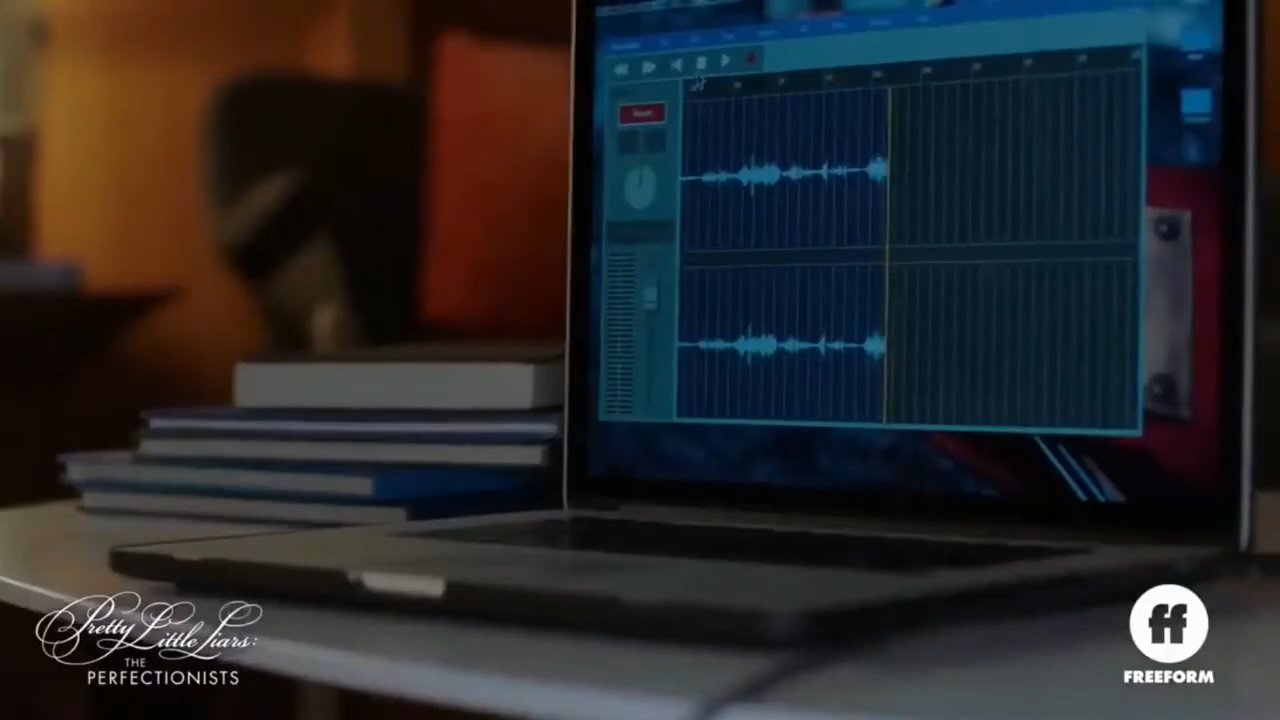 Pretty Little Liars:
THE
PERFECTIONISTS
ff
FREEFORM